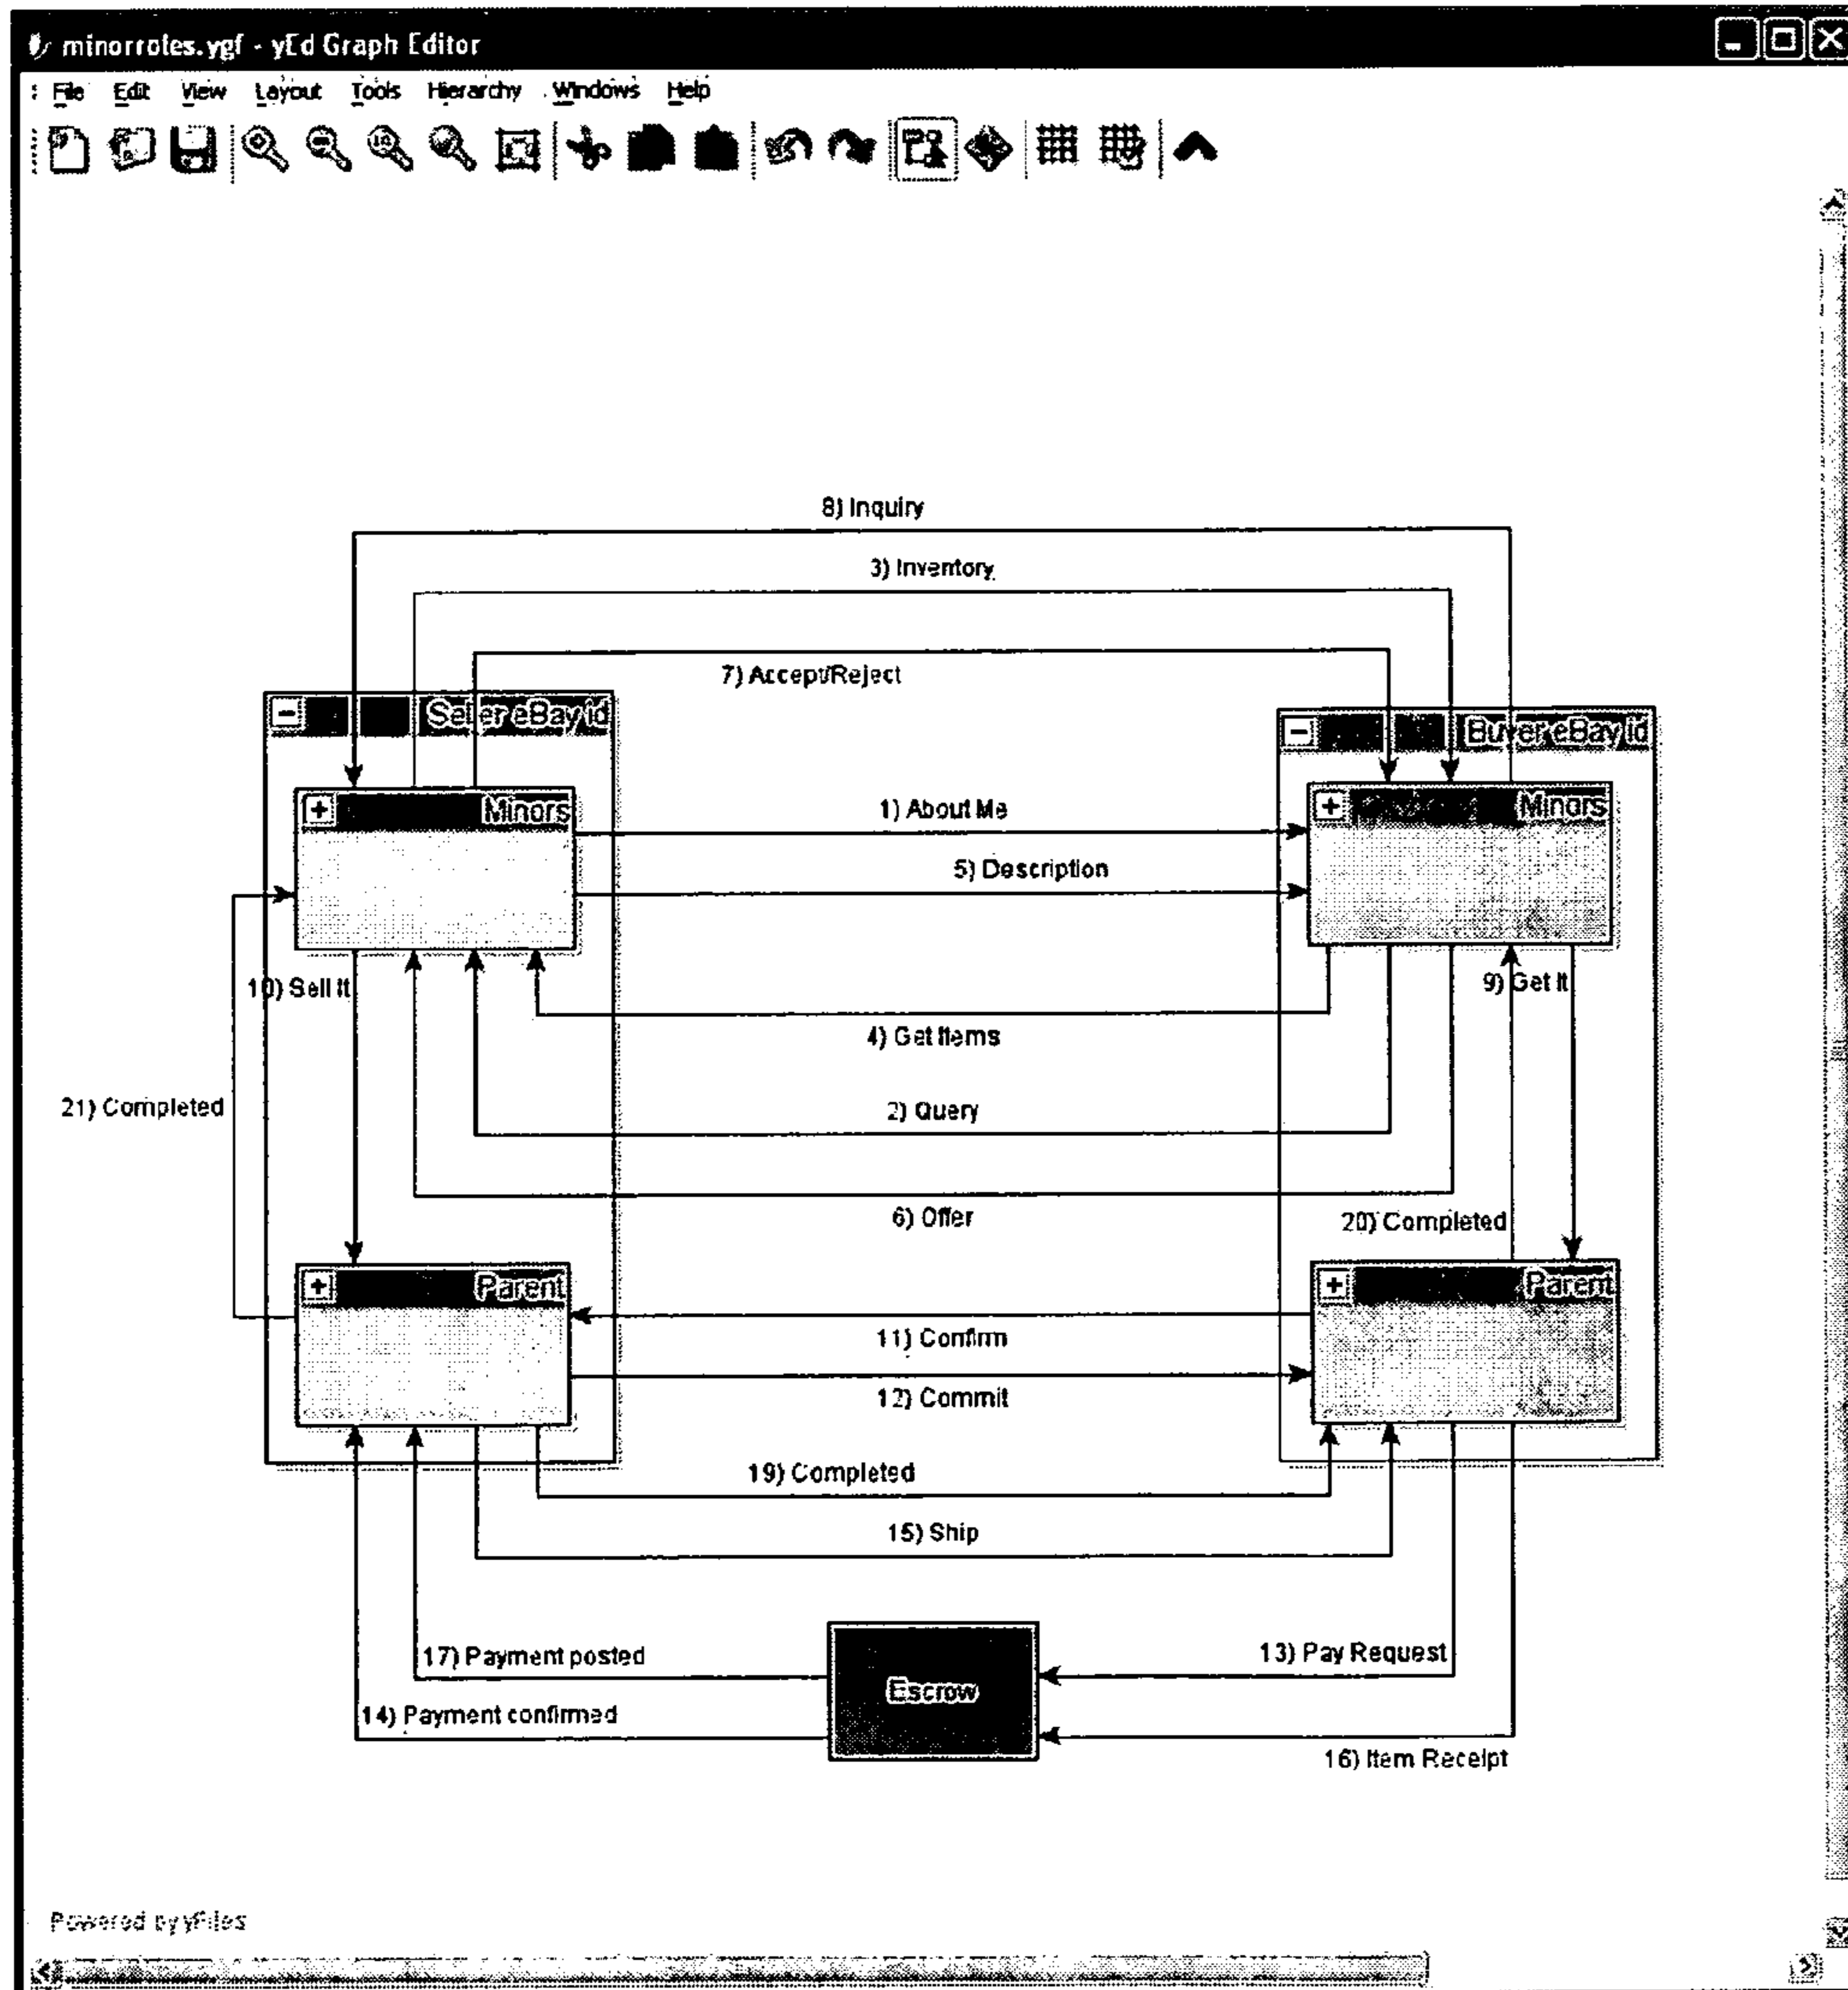 minorroles.ygf - yEd Graph Editor
File Edit View Layout Tools Hierarchy Windows Help
8) Inquiry
3) Inventory
7) Accept/Reject
Seller eBay id
Buyer eBay id
Minors
Minors
1) About Me
5) Description
10) Sell It
9) Get It
4) Get Items
21) Completed
2) Query
6) Offer
20) Completed
Parent
Parent
11) Confirm
12) Commit
19) Completed
15) Ship
17) Payment posted
13) Pay Request
Escrow
14) Payment confirmed
16) Item Receipt
Powered by yFiles